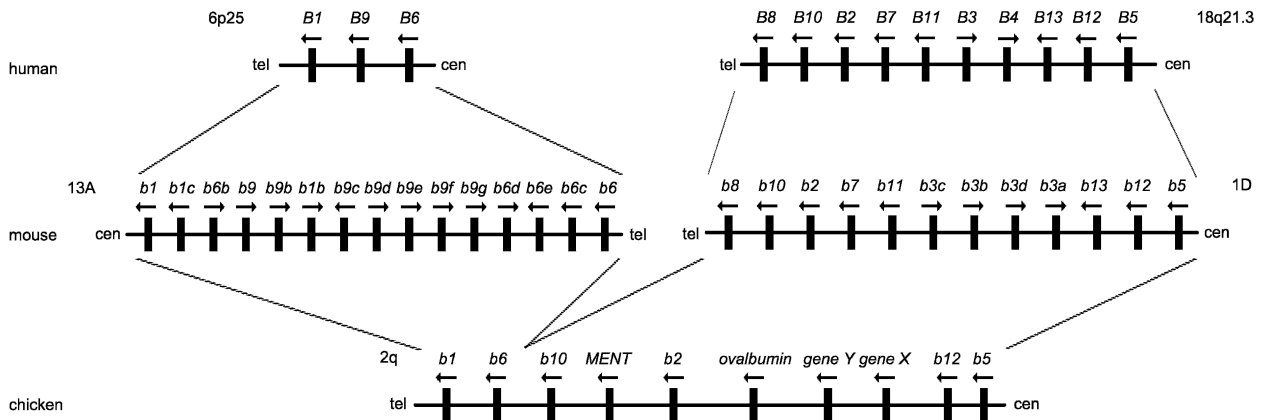 6p25 B1 B9 B6 B8 B10 B2 B7 B11 B3 B4 B13 B12 B5 18q21.3
human tel cen tel cen
13A b1 b1c b6b b9 b9b b1b b9c b9d b9e b9f b9g b6d b6e b6c b6 b8 b10 b2 b7 b11 b3c b3b b3d b3a b13 b12 b5 1D
mouse cen tel tel cen
2q b1 b6 b10 MENT b2 ovalbumin gene Y gene X b12 b5
chicken tel cen